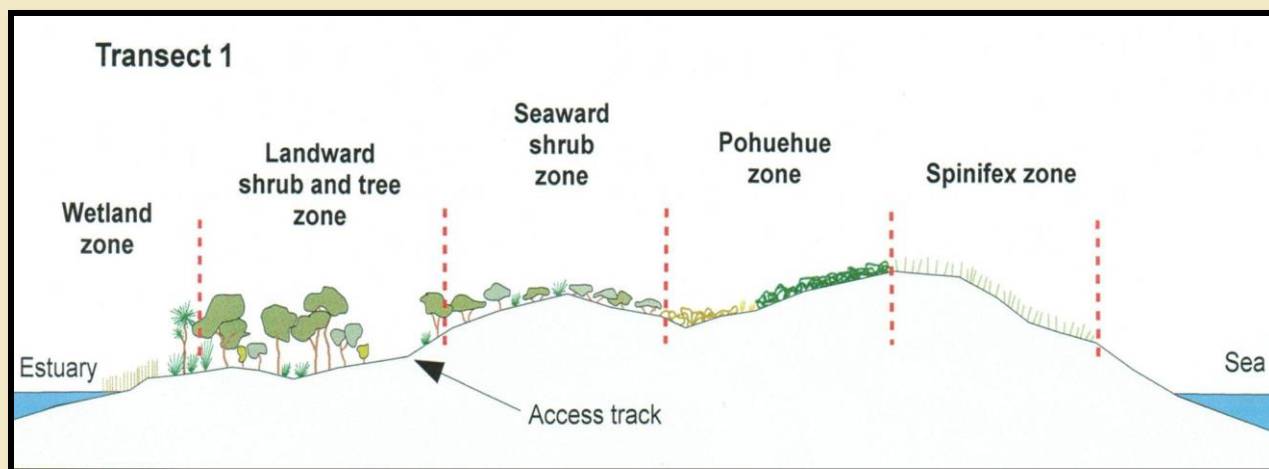 Transect 1
Wetland
zone
Landward
shrub and tree
zone
Seaward
shrub
zone
Pohuehue
zone
Spinifex zone
Estuary
Access track
Sea